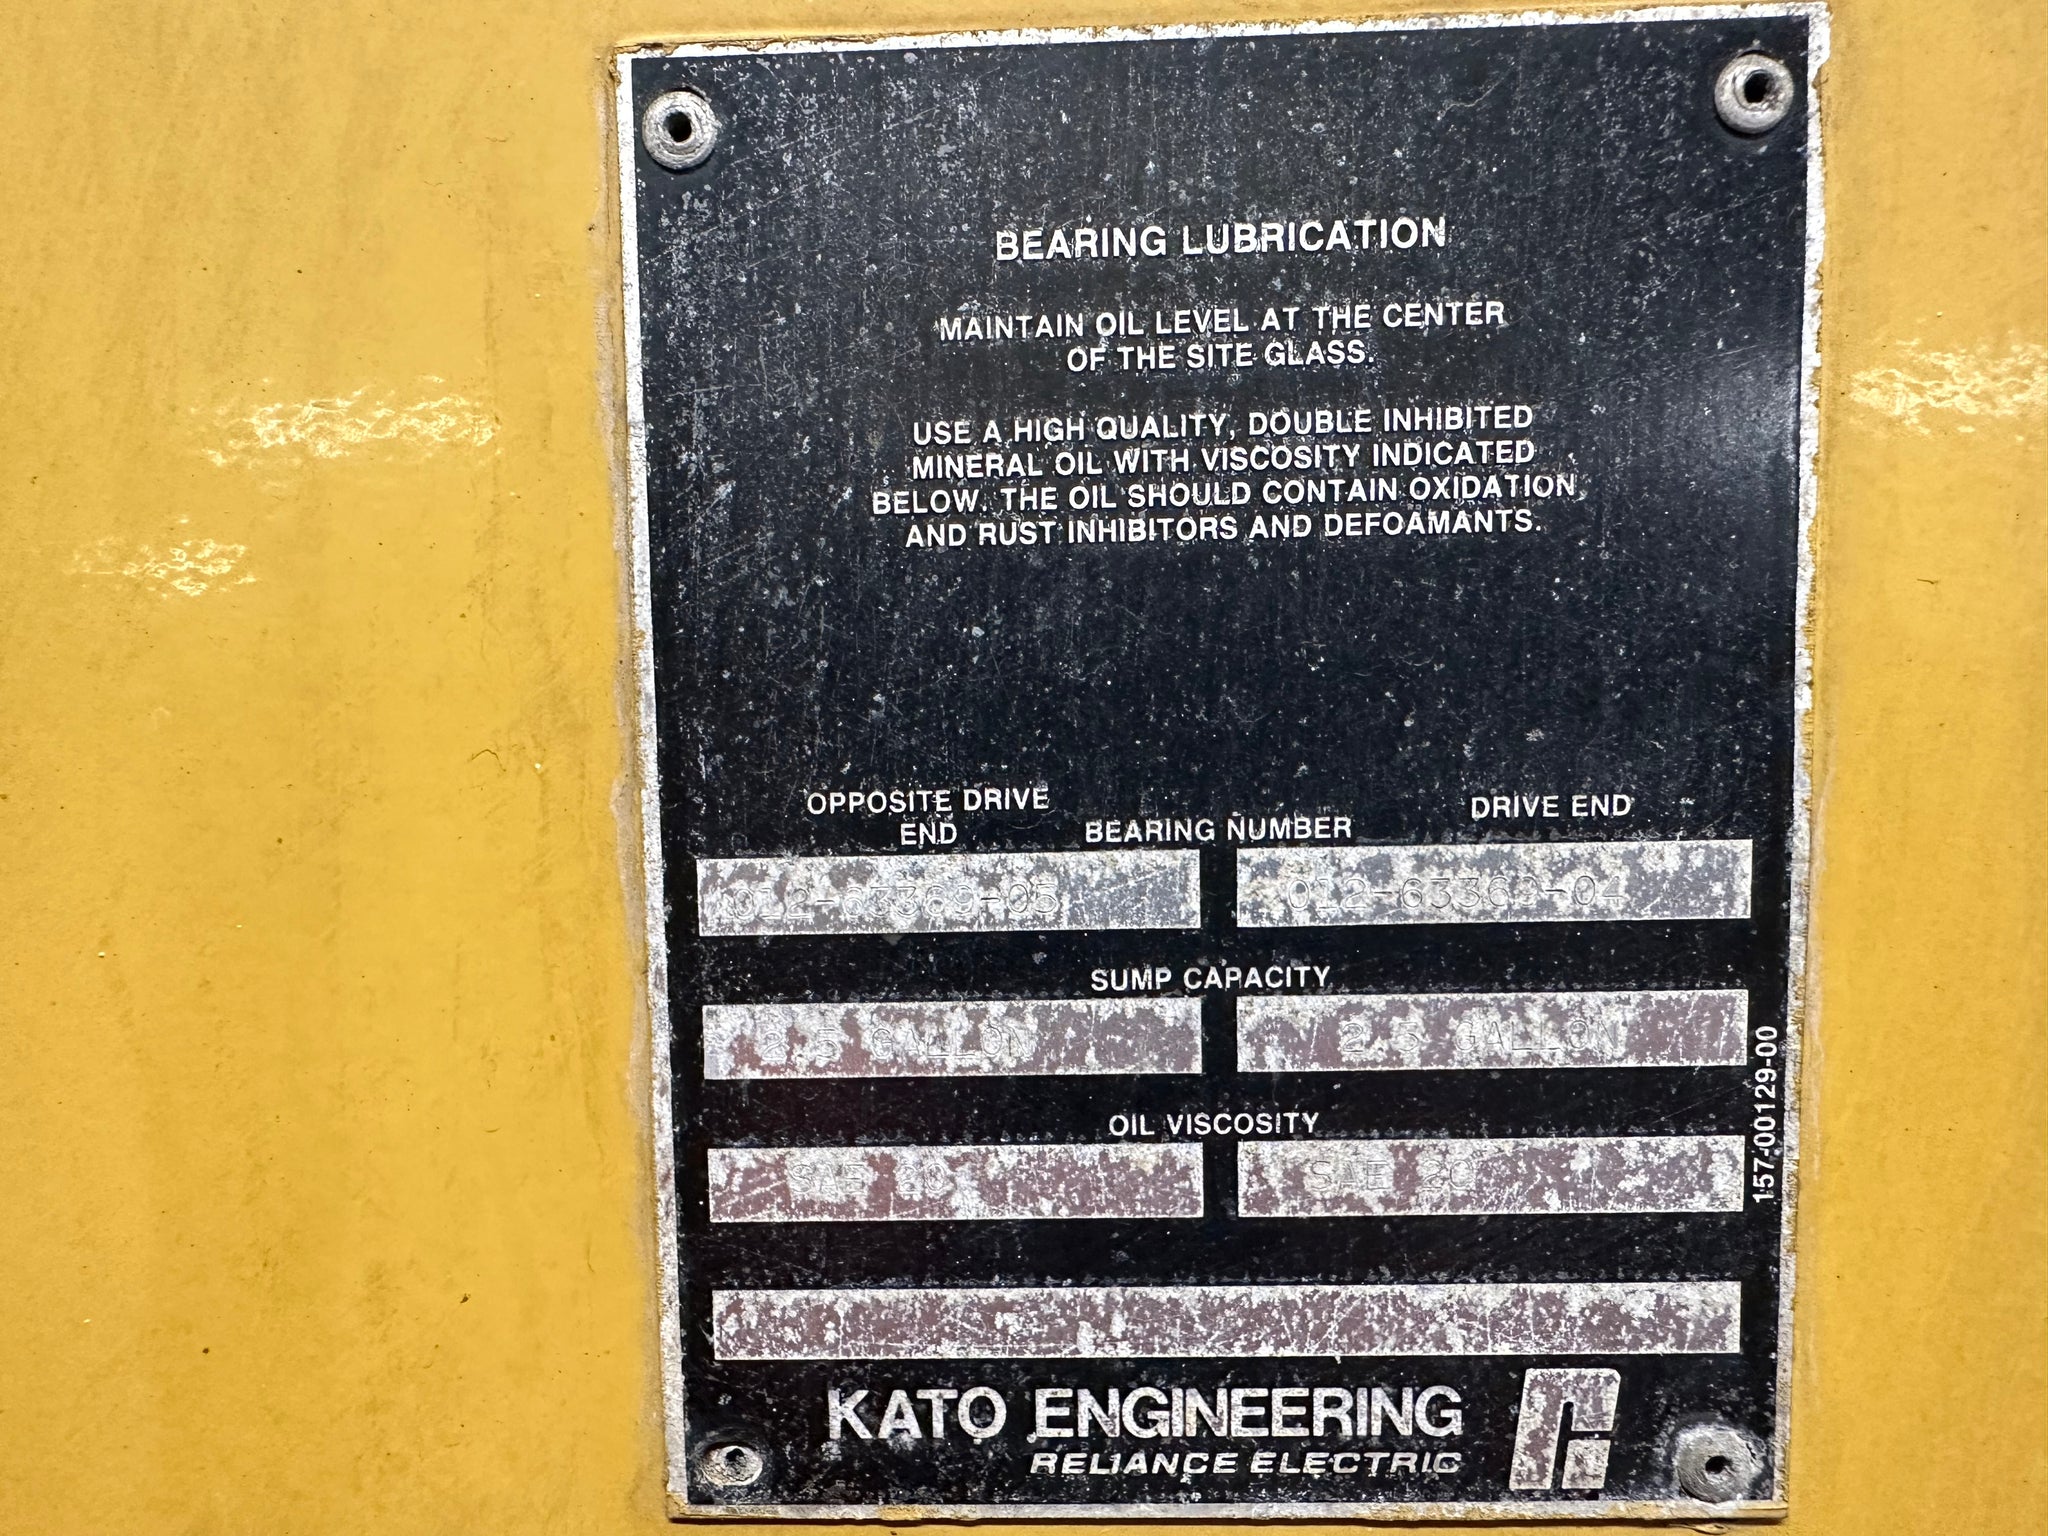 BEARING LUBRICATION
MAINTAIN OIL LEVEL AT THE CENTER
OF THE SITE GLASS.
USE A HIGH QUALITY, DOUBLE INHIBITED
MINERAL OIL WITH VISCOSITY INDICATED
BELOW. THE OIL SHOULD CONTAIN OXIDATION
AND RUST INHIBITORS AND DEFOAMANTS.
OPPOSITE DRIVE
END
BEARING NUMBER
DRIVE END
012-63369-05
012-63369-04
SUMP CAPACITY
2.5 GALLON
2.5 GALLON
OIL VISCOSITY
SAE 20
SAE 20
157-00129-00
KATO ENGINEERING
RELIANCE ELECTRIC